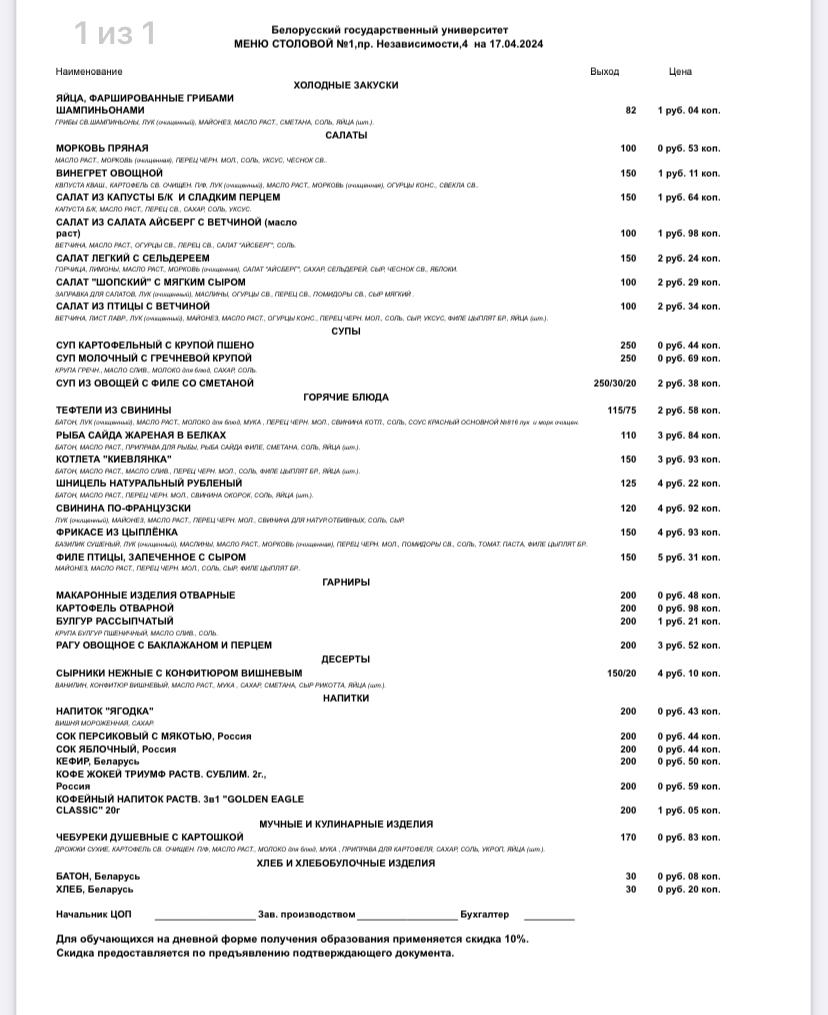 1 из 1
Белорусский государственный университет
МЕНЮ СТОЛОВОЙ №1,пр. Независимости,4 на 17.04.2024
Наименование Выход Цена
ХОЛОДНЫЕ ЗАКУСКИ
ЯЙЦА, ФАРШИРОВАННЫЕ ГРИБАМИ
ШАМПИНЬОНАМИ 82 1 руб. 04 коп.
ГРИБЫ СВ.ШАМПИНЬОНЫ, ЛУК (очищенный), МАЙОНЕЗ, МАСЛО РАСТ., СМЕТАНА, СОЛЬ, ЯЙЦА (шт.).
САЛАТЫ
МОРКОВЬ ПРЯНАЯ 100 0 руб. 53 коп.
МАСЛО РАСТ., МОРКОВЬ (очищенная), ПЕРЕЦ ЧЕРН. МОЛ., СОЛЬ, УКСУС, ЧЕСНОК СВ..
ВИНЕГРЕТ ОВОЩНОЙ 150 1 руб. 11 коп.
КВПУСТА КВАШ., КАРТОФЕЛЬ СВ. ОЧИЩЕН. П/Ф, ЛУК (очищенный), МАСЛО РАСТ., МОРКОВЬ (очищенная), ОГУРЦЫ КОНС., СВЕКЛА СВ..
САЛАТ ИЗ КАПУСТЫ Б/К И СЛАДКИМ ПЕРЦЕМ 150 1 руб. 64 коп.
КАПУСТА Б/К, МАСЛО РАСТ., ПЕРЕЦ СВ., САХАР, СОЛЬ, УКСУС.
САЛАТ ИЗ САЛАТА АЙСБЕРГ С ВЕТЧИНОЙ (масло
раст) 100 1 руб. 98 коп.
ВЕТЧИНА, МАСЛО РАСТ., ОГУРЦЫ СВ., ПЕРЕЦ СВ., САЛАТ "АЙСБЕРГ", СОЛЬ.
САЛАТ ЛЕГКИЙ С СЕЛЬДЕРЕЕМ 150 2 руб. 24 коп.
ГОРЧИЦА, ЛИМОНЫ, МАСЛО РАСТ., МОРКОВЬ (очищенная), САЛАТ "АЙСБЕРГ", САХАР, СЕЛЬДЕРЕЙ, СЫР, ЧЕСНОК СВ., ЯБЛОКИ.
САЛАТ "ШОПСКИЙ" С МЯГКИМ СЫРОМ 100 2 руб. 29 коп.
ЗАПРАВКА ДЛЯ САЛАТОВ, ЛУК (очищенный), МАСЛИНЫ, ОГУРЦЫ СВ., ПЕРЕЦ СВ., ПОМИДОРЫ СВ., СЫР МЯГКИЙ .
САЛАТ ИЗ ПТИЦЫ С ВЕТЧИНОЙ 100 2 руб. 34 коп.
ВЕТЧИНА, ЛИСТ ЛАВР., ЛУК (очищенный), МАЙОНЕЗ, МАСЛО РАСТ., ОГУРЦЫ КОНС., ПЕРЕЦ ЧЕРН. МОЛ., СОЛЬ, СЫР, УКСУС, ФИЛЕ ЦЫПЛЯТ БР., ЯЙЦА (шт.).
СУПЫ
СУП КАРТОФЕЛЬНЫЙ С КРУПОЙ ПШЕНО 250 0 руб. 44 коп.
СУП МОЛОЧНЫЙ С ГРЕЧНЕВОЙ КРУПОЙ 250 0 руб. 69 коп.
КРУПА ГРЕЧН., МАСЛО СЛИВ., МОЛОКО для блюд, САХАР, СОЛЬ.
СУП ИЗ ОВОЩЕЙ С ФИЛЕ СО СМЕТАНОЙ 250/30/20 2 руб. 38 коп.
ГОРЯЧИЕ БЛЮДА
ТЕФТЕЛИ ИЗ СВИНИНЫ 115/75 2 руб. 58 коп.
БАТОН, ЛУК (очищенный), МАСЛО РАСТ., МОЛОКО для блюд, МУКА , ПЕРЕЦ ЧЕРН. МОЛ., СВИНИНА КОТЛ., СОЛЬ, СОУС КРАСНЫЙ ОСНОВНОЙ №816 лук и морк очищен.
РЫБА САЙДА ЖАРЕНАЯ В БЕЛКАХ 110 3 руб. 84 коп.
БАТОН, МАСЛО РАСТ., ПРИПРАВА ДЛЯ РЫБЫ, РЫБА САЙДА ФИЛЕ, СМЕТАНА, СОЛЬ, ЯЙЦА (шт.).
КОТЛЕТА "КИЕВЛЯНКА" 150 3 руб. 93 коп.
БАТОН, МАСЛО РАСТ., МАСЛО СЛИВ., ПЕРЕЦ ЧЕРН. МОЛ., СОЛЬ, ФИЛЕ ЦЫПЛЯТ БР., ЯЙЦА (шт.).
ШНИЦЕЛЬ НАТУРАЛЬНЫЙ РУБЛЕНЫЙ 125 4 руб. 22 коп.
БАТОН, МАСЛО РАСТ., ПЕРЕЦ ЧЕРН. МОЛ., СВИНИНА ОКОРОК, СОЛЬ, ЯЙЦА (шт.).
СВИНИНА ПО-ФРАНЦУЗСКИ 120 4 руб. 92 коп.
ЛУК (очищенный), МАЙОНЕЗ, МАСЛО РАСТ., ПЕРЕЦ ЧЕРН. МОЛ., СВИНИНА ДЛЯ НАТУР.ОТБИВНЫХ, СОЛЬ, СЫР.
ФРИКАСЕ ИЗ ЦЫПЛЁНКА 150 4 руб. 93 коп.
БАЗИЛИК СУШЕНЫЙ, ЛУК (очищенный), МАСЛИНЫ, МАСЛО РАСТ., МОРКОВЬ (очищенная), ПЕРЕЦ ЧЕРН. МОЛ., ПОМИДОРЫ СВ., СОЛЬ, ТОМАТ. ПАСТА, ФИЛЕ ЦЫПЛЯТ БР.
ФИЛЕ ПТИЦЫ, ЗАПЕЧЕННОЕ С СЫРОМ 150 5 руб. 31 коп.
МАЙОНЕЗ, МАСЛО РАСТ., ПЕРЕЦ ЧЕРН. МОЛ., СОЛЬ, СЫР, ФИЛЕ ЦЫПЛЯТ БР.
ГАРНИРЫ
МАКАРОННЫЕ ИЗДЕЛИЯ ОТВАРНЫЕ 200 0 руб. 48 коп.
КАРТОФЕЛЬ ОТВАРНОЙ 200 0 руб. 98 коп.
БУЛГУР РАССЫПЧАТЫЙ 200 1 руб. 21 коп.
КРУПА БУЛГУР ПШЕНИЧНЫЙ, МАСЛО СЛИВ., СОЛЬ.
РАГУ ОВОЩНОЕ С БАКЛАЖАНОМ И ПЕРЦЕМ 200 3 руб. 52 коп.
ДЕСЕРТЫ
СЫРНИКИ НЕЖНЫЕ С КОНФИТЮРОМ ВИШНЕВЫМ 150/20 4 руб. 10 коп.
ВАНИЛИН, КОНФИТЮР ВИШНЕВЫЙ, МАСЛО РАСТ., МУКА , САХАР, СМЕТАНА, СЫР РИКОТТА, ЯЙЦА (шт.).
НАПИТКИ
НАПИТОК "ЯГОДКА" 200 0 руб. 43 коп.
ВИШНЯ МОРОЖЕННАЯ, САХАР.
СОК ПЕРСИКОВЫЙ С МЯКОТЬЮ, Россия 200 0 руб. 44 коп.
СОК ЯБЛОЧНЫЙ, Россия 200 0 руб. 44 коп.
КЕФИР, Беларусь 200 0 руб. 50 коп.
КОФЕ ЖОКЕЙ ТРИУМФ РАСТВ. СУБЛИМ. 2г.,
Россия 200 0 руб. 59 коп.
КОФЕЙНЫЙ НАПИТОК РАСТВ. 3в1 "GOLDEN EAGLE
CLASSIC" 20г 200 1 руб. 05 коп.
МУЧНЫЕ И КУЛИНАРНЫЕ ИЗДЕЛИЯ
ЧЕБУРЕКИ ДУШЕВНЫЕ С КАРТОШКОЙ 170 0 руб. 83 коп.
ДРОЖЖИ СУХИЕ, КАРТОФЕЛЬ СВ. ОЧИЩЕН. П/Ф, МАСЛО РАСТ., МОЛОКО для блюд, МУКА , ПРИПРАВА ДЛЯ КАРТОФЕЛЯ, САХАР, СОЛЬ, УКРОП, ЯЙЦА (шт.).
ХЛЕБ И ХЛЕБОБУЛОЧНЫЕ ИЗДЕЛИЯ
БАТОН, Беларусь 30 0 руб. 08 коп.
ХЛЕБ, Беларусь 30 0 руб. 20 коп.
Начальник ЦОП Зав. производством Бухгалтер
Для обучающихся на дневной форме получения образования применяется скидка 10%.
Скидка предоставляется по предъявлению подтверждающего документа.